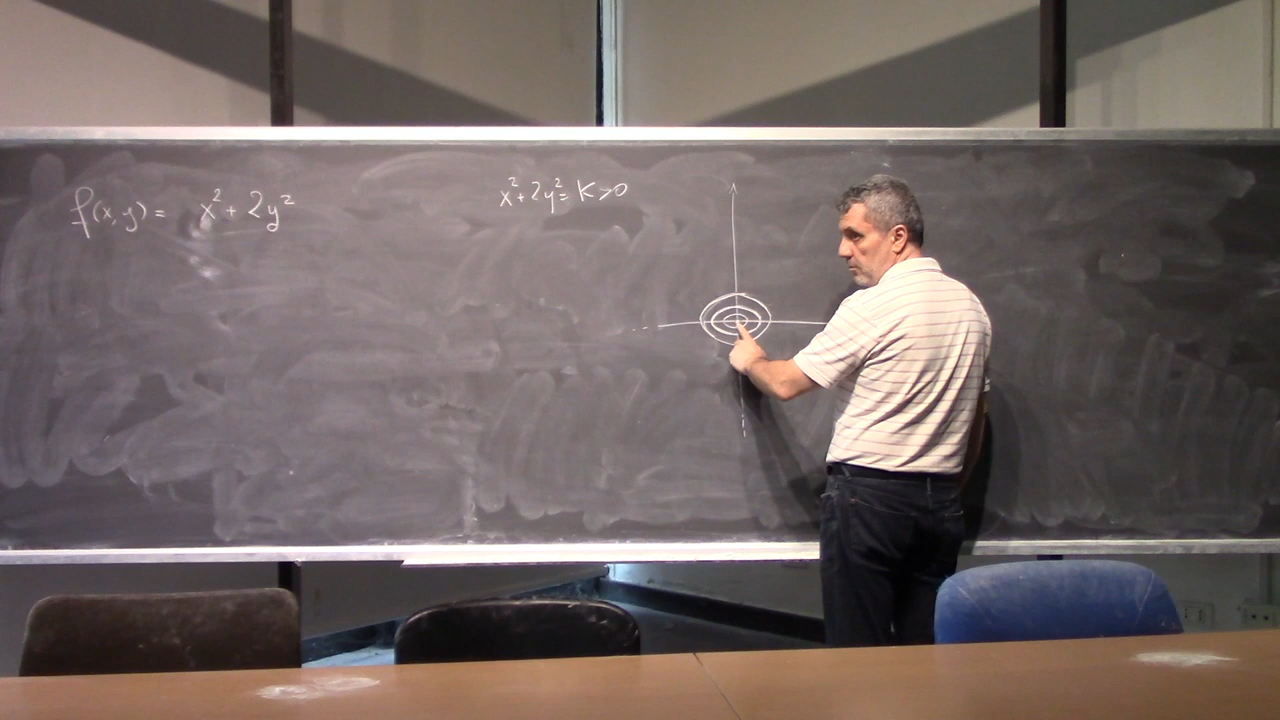 f(x,y) = x² + 2y²
x² + 2y² = K > 0